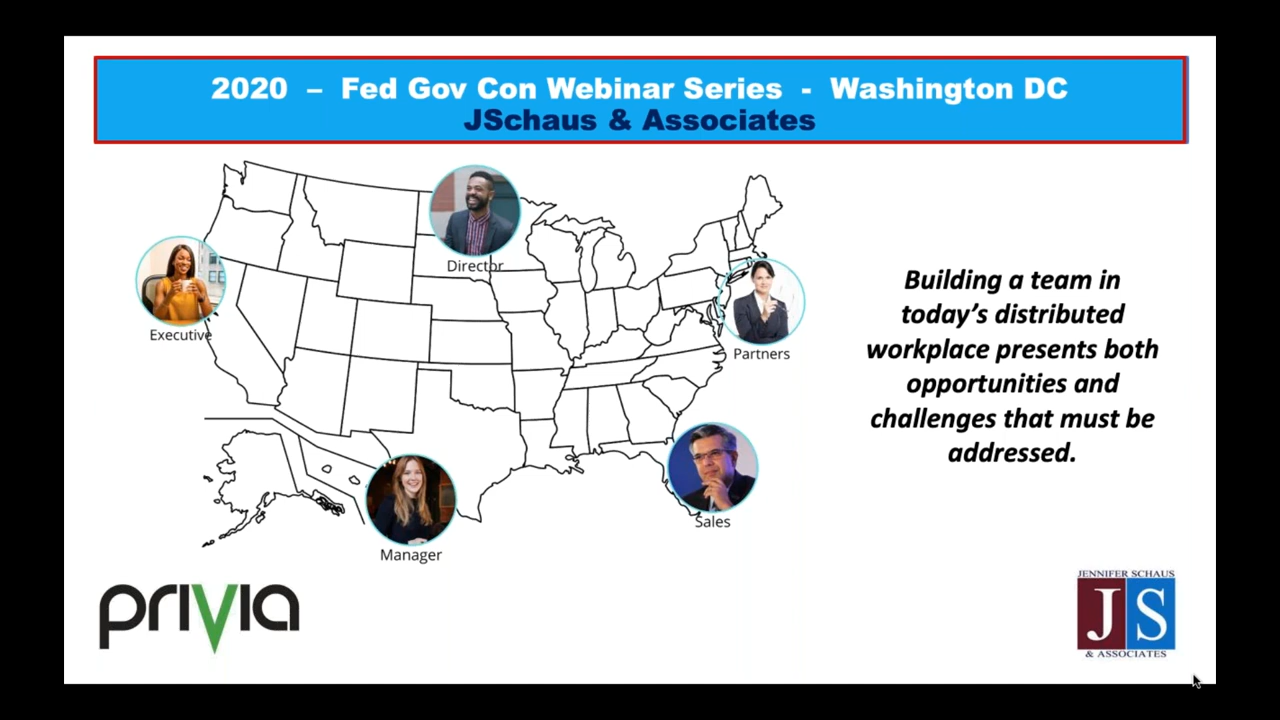 2020 – Fed Gov Con Webinar Series - Washington DC
JSchaus & Associates
Director
Executive
Partners
Sales
Manager
Building a team in
today's distributed
workplace presents both
opportunities and
challenges that must be
addressed.
privia
JENNIFER SCHAUS
JS
& ASSOCIATES